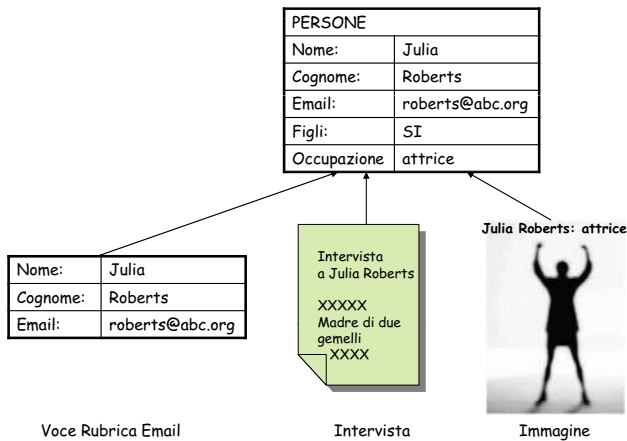 PERSONE
Nome: Julia
Cognome: Roberts
Email: roberts@abc.org
Figli: SI
Occupazione attrice
Julia Roberts: attrice
Nome: Julia
Cognome: Roberts
Email: roberts@abc.org
Intervista
a Julia Roberts
XXXXX
Madre di due
gemelli
XXXX
Voce Rubrica Email
Intervista
Immagine